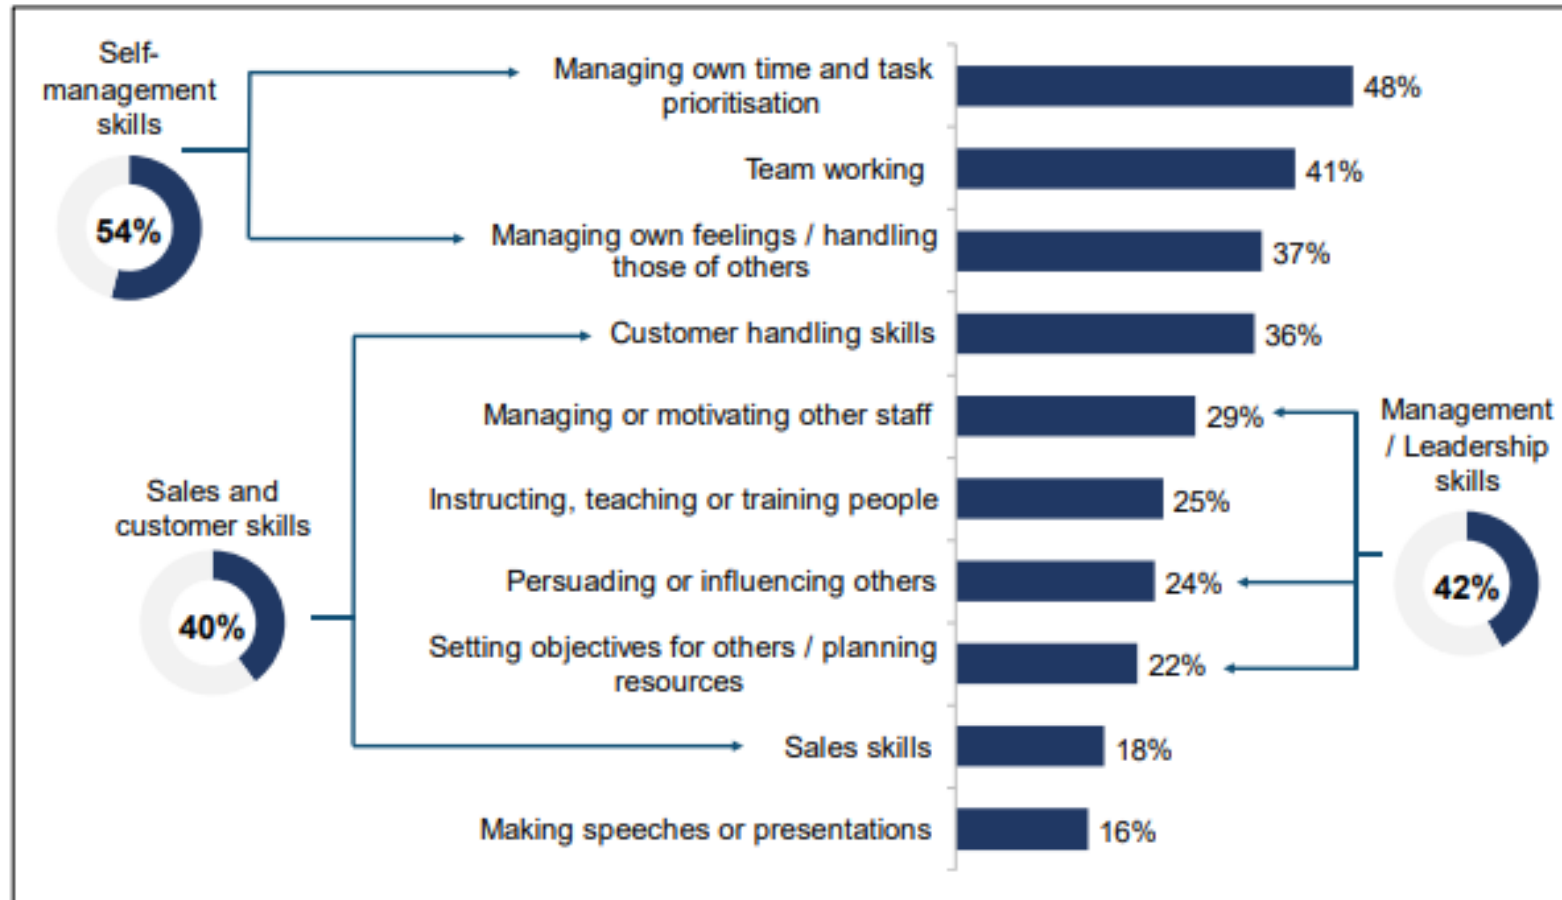 Self-
management
skills
54%
Managing own time and task
prioritisation
48%
Team working
41%
Managing own feelings / handling
those of others
37%
Customer handling skills
36%
Managing or motivating other staff
29%
Management
/ Leadership
skills
42%
Sales and
customer skills
40%
Instructing, teaching or training people
25%
Persuading or influencing others
24%
Setting objectives for others / planning
resources
22%
Sales skills
18%
Making speeches or presentations
16%